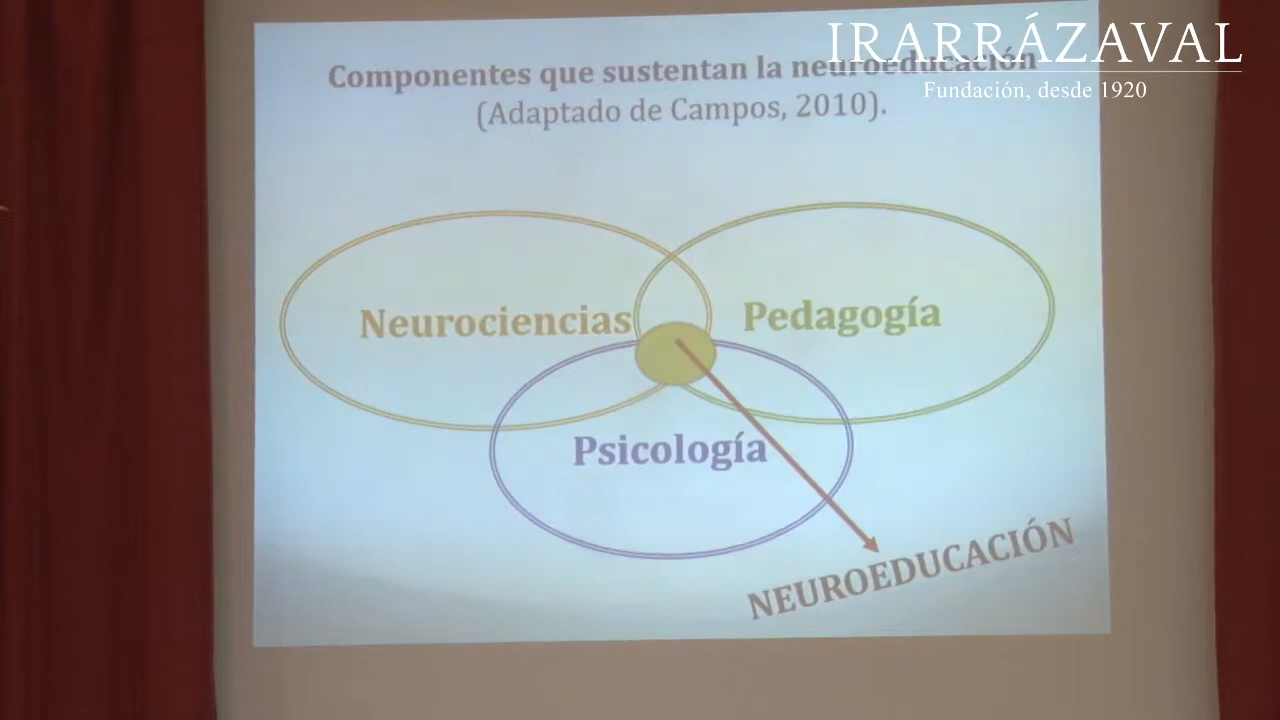 IRARRÁZAVAL
Fundación, desde 1920
Componentes que sustentan la neuroeducación
(Adaptado de Campos, 2010).
Neurociencias
Pedagogía
Psicología
NEUROEDUCACIÓN